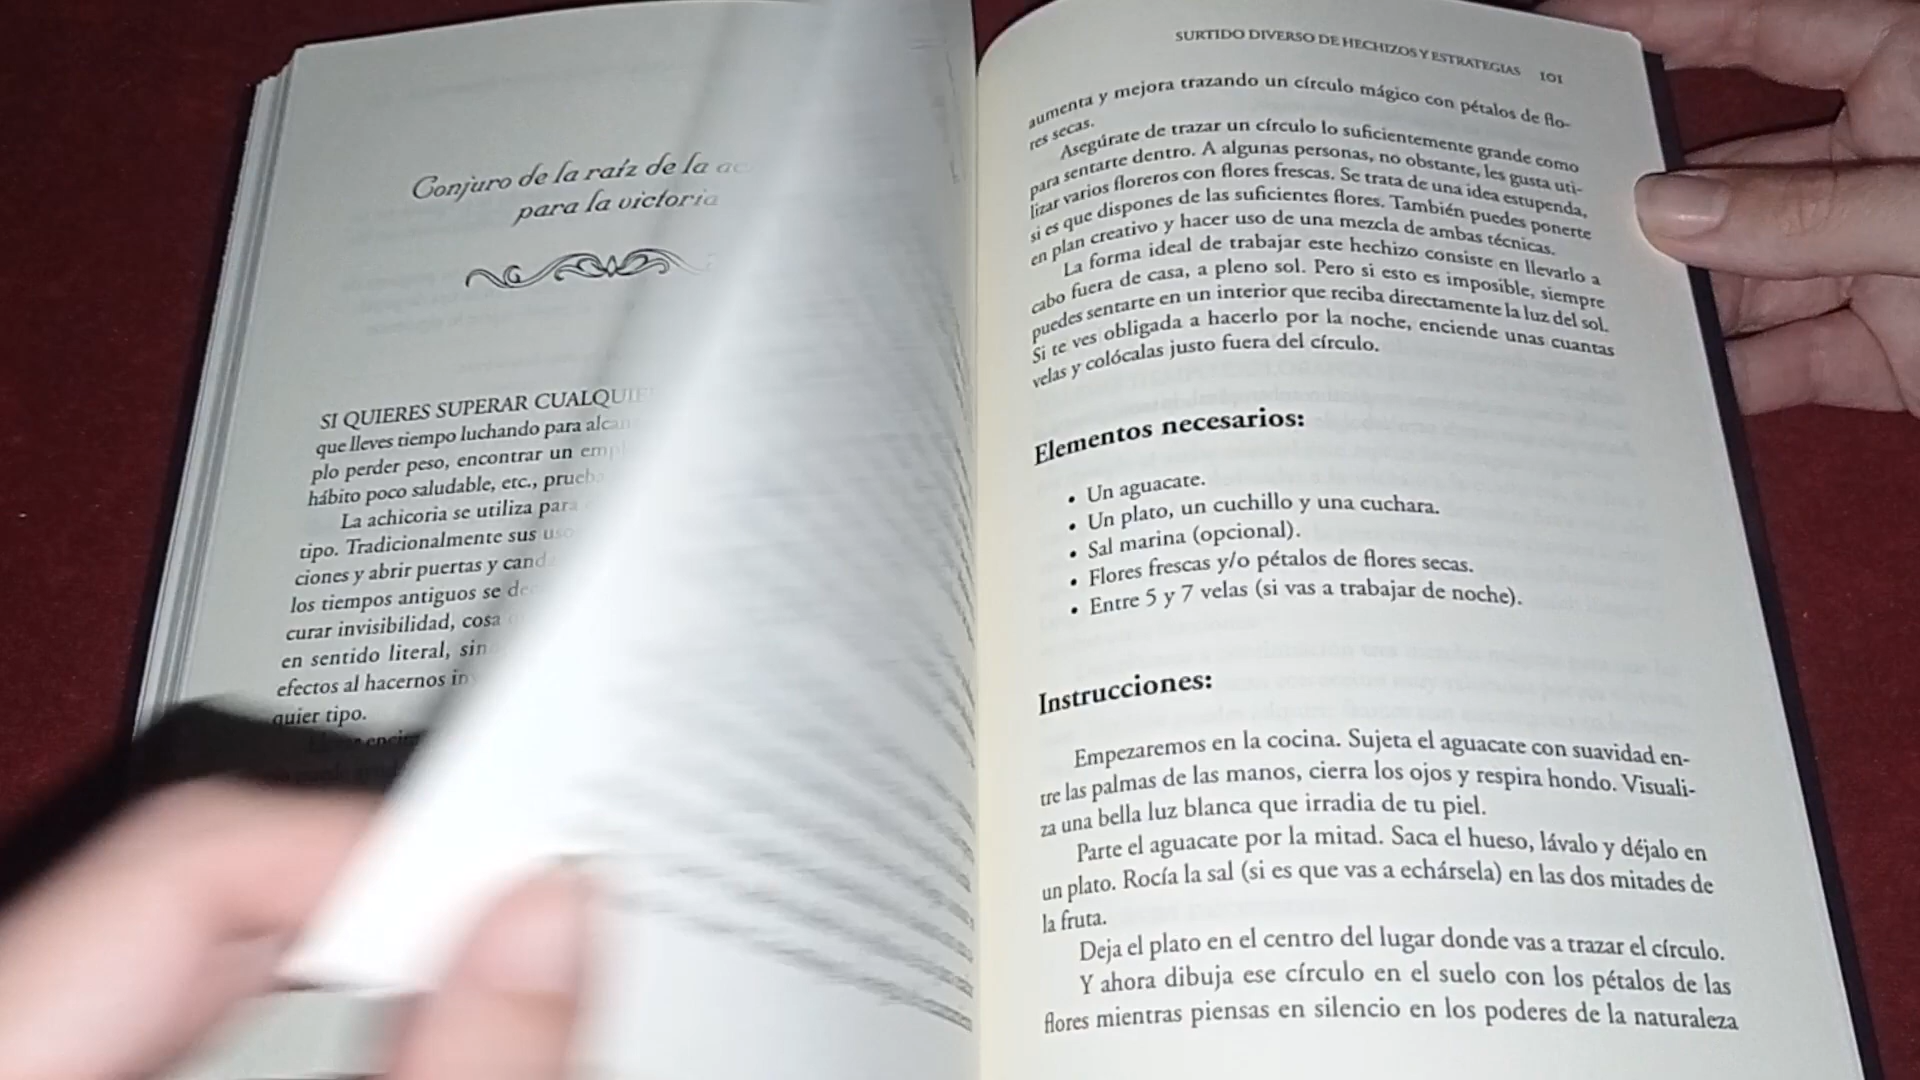 Conjuro de la raíz de la
para la victoria
SI QUIERES SUPERAR
que lleves tiempo luchando para
plo perder peso, encontrar un
hábito poco saludable, etc., prueba
La achicoria se utiliza para
tipo. Tradicionalmente sus
ciones y abrir puertas y
los tiempos antiguos se
curar invisibilidad, cosa
en sentido literal,
efectos al hacernos
quier tipo.
SURTIDO DIVERSO DE HECHIZOS Y ESTRATEGIAS 101
aumenta y mejora trazando un círculo mágico con pétalos de flo-
res secas.
Asegúrate de trazar un círculo lo suficientemente grande como
para sentarte dentro. A algunas personas, no obstante, les gusta uti-
lizar varios floreros con flores frescas. Se trata de una idea estupenda,
si es que dispones de las suficientes flores. También puedes ponerte
en plan creativo y hacer uso de una mezcla de ambas técnicas.
La forma ideal de trabajar este hechizo consiste en llevarlo a
cabo fuera de casa, a pleno sol. Pero si esto es imposible, siempre
puedes sentarte en un interior que reciba directamente la luz del sol.
Si te ves obligada a hacerlo por la noche, enciende unas cuantas
velas y colócalas justo fuera del círculo.
Elementos necesarios:
• Un aguacate.
• Un plato, un cuchillo y una cuchara.
• Sal marina (opcional).
• Flores frescas y/o pétalos de flores secas.
• Entre 5 y 7 velas (si vas a trabajar de noche).
Instrucciones:
Empezaremos en la cocina. Sujeta el aguacate con suavidad en-
tre las palmas de las manos, cierra los ojos y respira hondo. Visuali-
za una bella luz blanca que irradia de tu piel.
Parte el aguacate por la mitad. Saca el hueso, lávalo y déjalo en
un plato. Rocía la sal (si es que vas a echársela) en las dos mitades de
la fruta.
Deja el plato en el centro del lugar donde vas a trazar el círculo.
Y ahora dibuja ese círculo en el suelo con los pétalos de las
flores mientras piensas en silencio en los poderes de la naturaleza